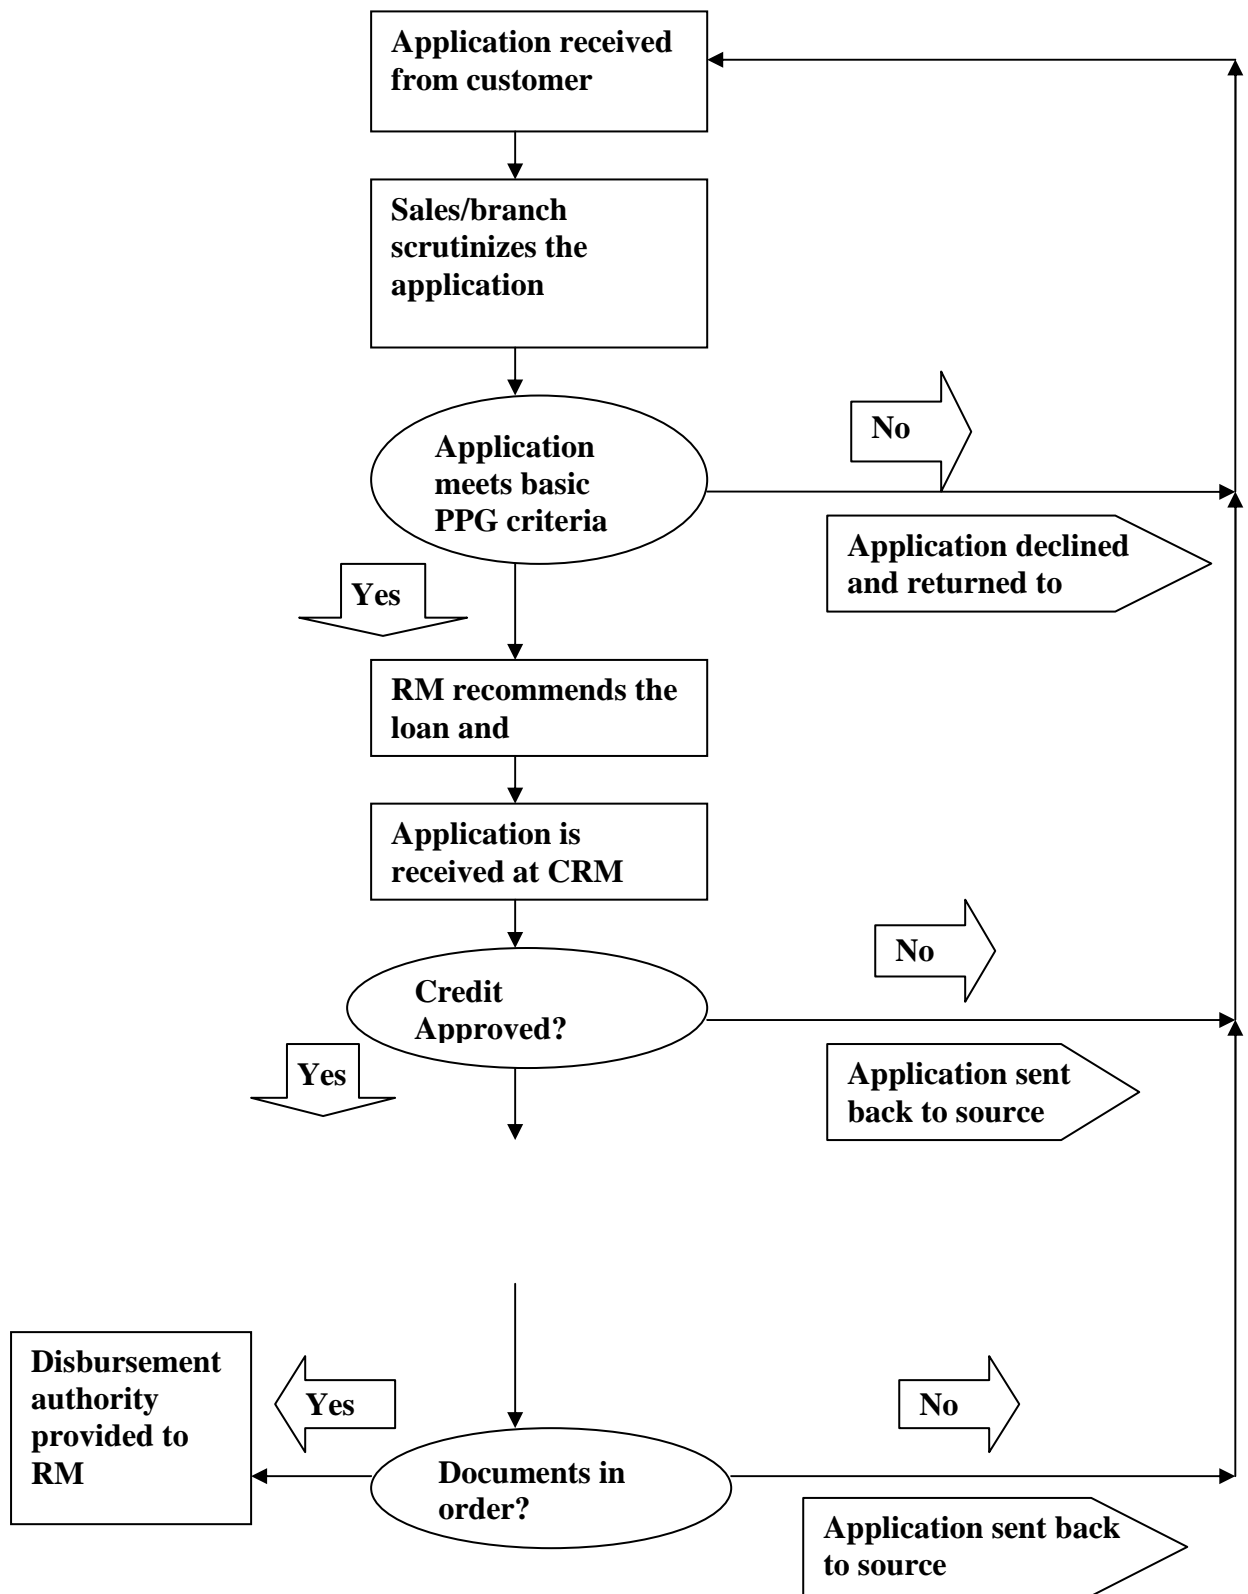 Application received
from customer
Sales/branch
scrutinizes the
application
Application
meets basic
PPG criteria
No
Application declined
and returned to
Yes
RM recommends the
loan and
Application is
received at CRM
Credit
Approved?
No
Yes
Application sent
back to source
Disbursement
authority
provided to
RM
Yes
No
Documents in
order?
Application sent back
to source